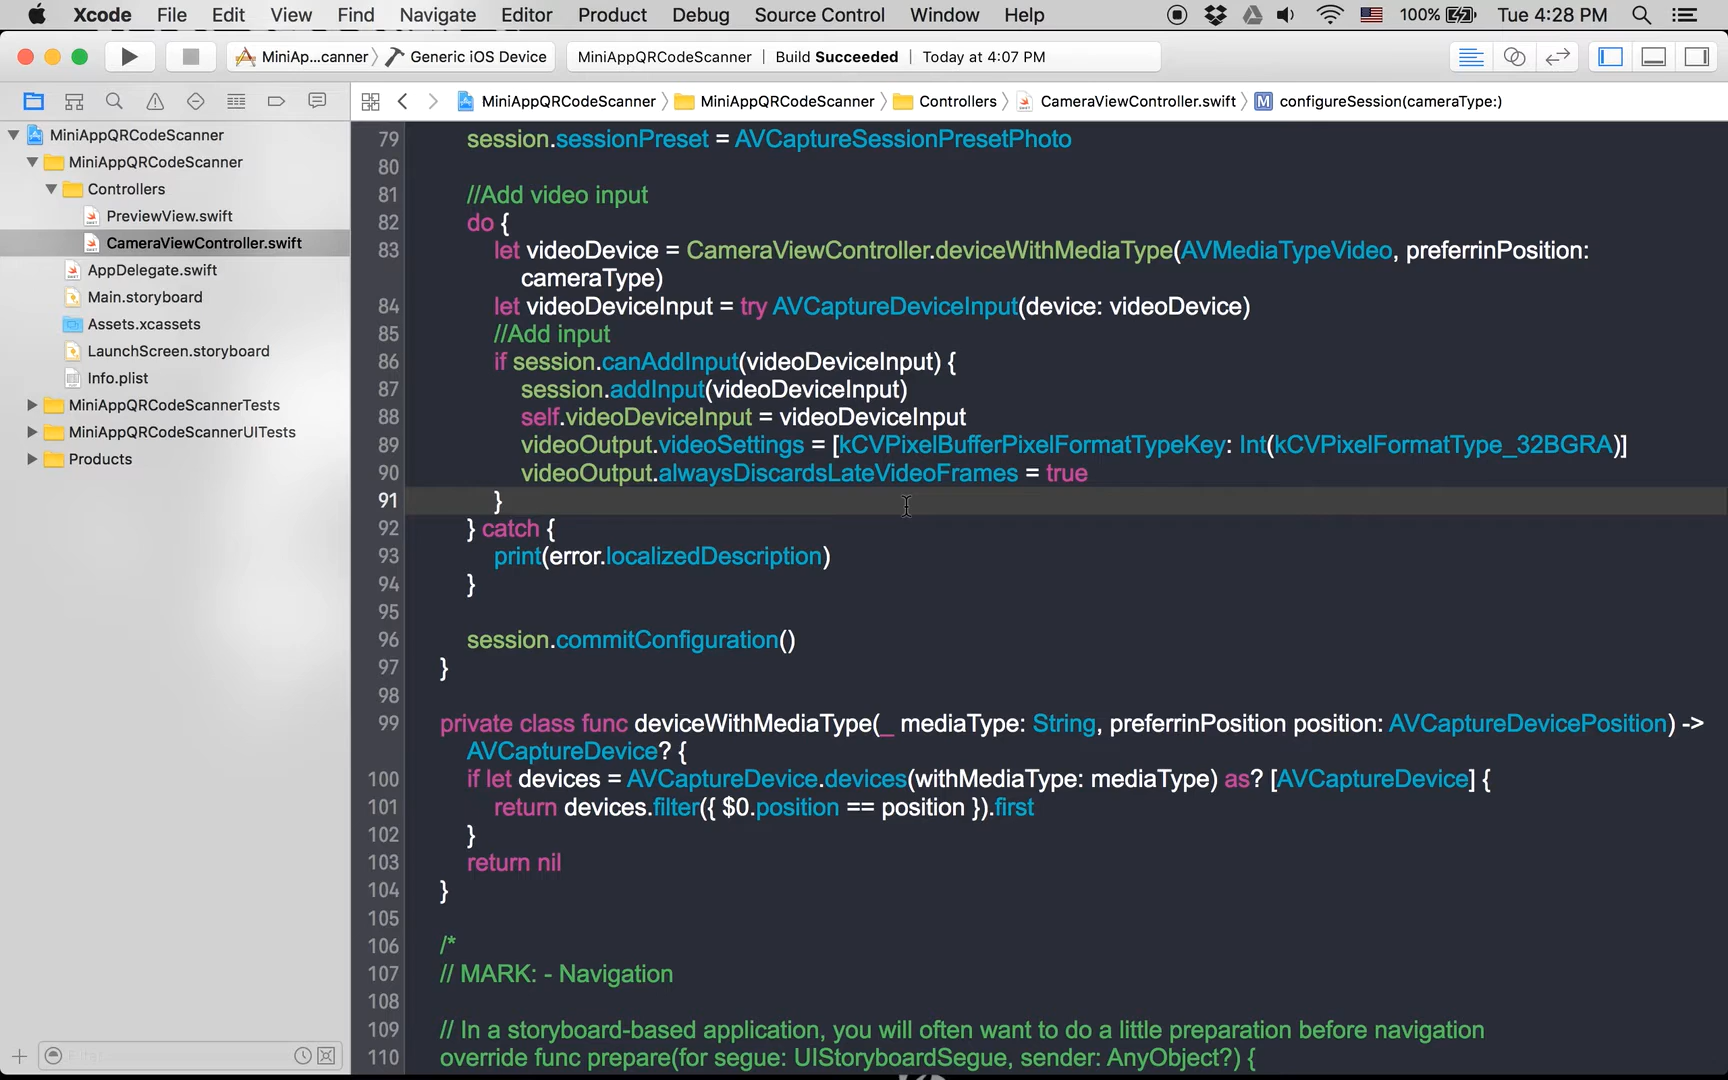 Xcode File Edit View Find Navigate Editor Product Debug Source Control Window Help 100% Tue 4:28 PM
MiniAp...canner Generic iOS Device MiniAppQRCodeScanner | Build Succeeded | Today at 4:07 PM
MiniAppQRCodeScanner MiniAppQRCodeScanner Controllers CameraViewController.swift M configureSession(cameraType:)
MiniAppQRCodeScanner
MiniAppQRCodeScanner
Controllers
PreviewView.swift
CameraViewController.swift
AppDelegate.swift
Main.storyboard
Assets.xcassets
LaunchScreen.storyboard
Info.plist
MiniAppQRCodeScannerTests
MiniAppQRCodeScannerUITests
Products
79 session.sessionPreset = AVCaptureSessionPresetPhoto
80
81 //Add video input
82 do {
83 let videoDevice = CameraViewController.deviceWithMediaType(AVMediaTypeVideo, preferrinPosition:
cameraType)
84 let videoDeviceInput = try AVCaptureDeviceInput(device: videoDevice)
85 //Add input
86 if session.canAddInput(videoDeviceInput) {
87 session.addInput(videoDeviceInput)
88 self.videoDeviceInput = videoDeviceInput
89 videoOutput.videoSettings = [kCVPixelBufferPixelFormatTypeKey: Int(kCVPixelFormatType_32BGRA)]
90 videoOutput.alwaysDiscardsLateVideoFrames = true
91 }
92 } catch {
93 print(error.localizedDescription)
94 }
95
96 session.commitConfiguration()
97 }
98
99 private class func deviceWithMediaType(_ mediaType: String, preferrinPosition position: AVCaptureDevicePosition) ->
AVCaptureDevice? {
100 if let devices = AVCaptureDevice.devices(withMediaType: mediaType) as? [AVCaptureDevice] {
101 return devices.filter({ $0.position == position }).first
102 }
103 return nil
104 }
105
106 /*
107 // MARK: - Navigation
108
109 // In a storyboard-based application, you will often want to do a little preparation before navigation
110 override func prepare(for segue: UIStoryboardSegue, sender: AnyObject?) {